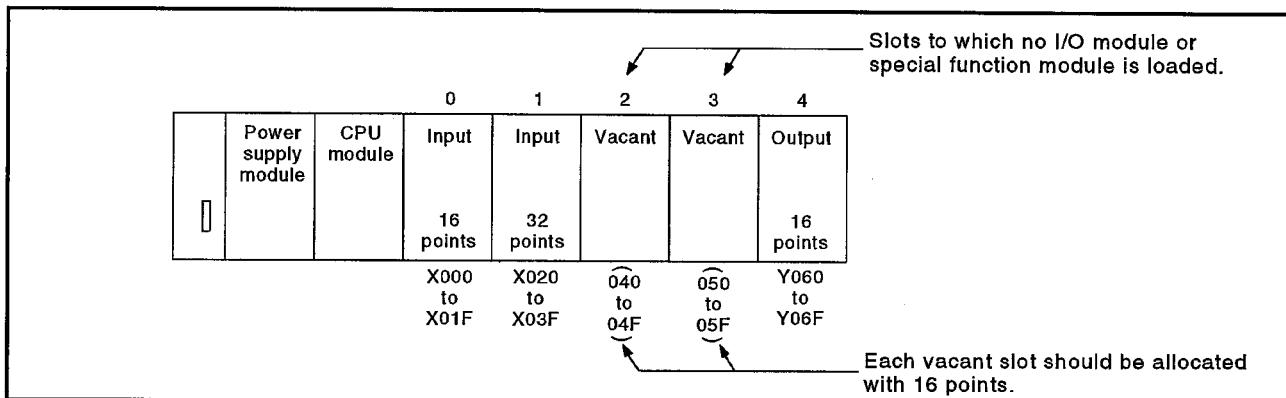 Slots to which no I/O module or
special function module is loaded.
0 1 2 3 4
Power supply module
CPU module
Input
Input
Vacant
Vacant
Output
16 points
32 points
16 points
X000 to X01F
X020 to X03F
(040 to 04F)
(050 to 05F)
Y060 to Y06F
Each vacant slot should be allocated
with 16 points.